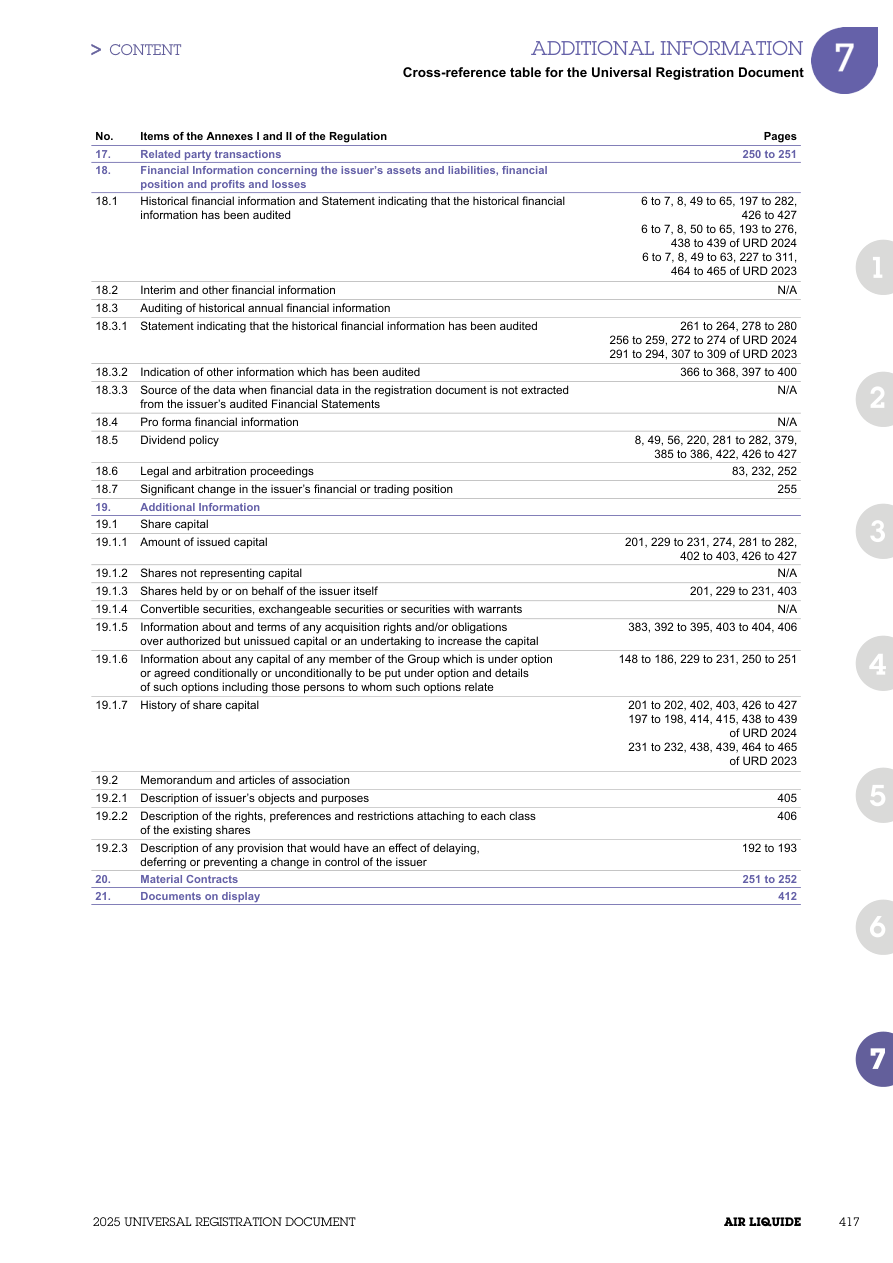 > CONTENT
ADDITIONAL INFORMATION
7
Cross-reference table for the Universal Registration Document
No. Items of the Annexes I and II of the Regulation Pages
17. Related party transactions 250 to 251
18. Financial Information concerning the issuer’s assets and liabilities, financial
position and profits and losses
18.1 Historical financial information and Statement indicating that the historical financial 6 to 7, 8, 49 to 65, 197 to 282,
information has been audited 426 to 427
6 to 7, 8, 50 to 65, 193 to 276,
438 to 439 of URD 2024
6 to 7, 8, 49 to 63, 227 to 311,
464 to 465 of URD 2023
18.2 Interim and other financial information N/A
18.3 Auditing of historical annual financial information
18.3.1 Statement indicating that the historical financial information has been audited 261 to 264, 278 to 280
256 to 259, 272 to 274 of URD 2024
291 to 294, 307 to 309 of URD 2023
18.3.2 Indication of other information which has been audited 366 to 368, 397 to 400
18.3.3 Source of the data when financial data in the registration document is not extracted N/A
from the issuer’s audited Financial Statements
18.4 Pro forma financial information N/A
18.5 Dividend policy 8, 49, 56, 220, 281 to 282, 379,
385 to 386, 422, 426 to 427
18.6 Legal and arbitration proceedings 83, 232, 252
18.7 Significant change in the issuer’s financial or trading position 255
19. Additional Information
19.1 Share capital
19.1.1 Amount of issued capital 201, 229 to 231, 274, 281 to 282,
402 to 403, 426 to 427
19.1.2 Shares not representing capital N/A
19.1.3 Shares held by or on behalf of the issuer itself 201, 229 to 231, 403
19.1.4 Convertible securities, exchangeable securities or securities with warrants N/A
19.1.5 Information about and terms of any acquisition rights and/or obligations 383, 392 to 395, 403 to 404, 406
over authorized but unissued capital or an undertaking to increase the capital
19.1.6 Information about any capital of any member of the Group which is under option 148 to 186, 229 to 231, 250 to 251
or agreed conditionally or unconditionally to be put under option and details
of such options including those persons to whom such options relate
19.1.7 History of share capital 201 to 202, 402, 403, 426 to 427
197 to 198, 414, 415, 438 to 439
of URD 2024
231 to 232, 438, 439, 464 to 465
of URD 2023
19.2 Memorandum and articles of association
19.2.1 Description of issuer’s objects and purposes 405
19.2.2 Description of the rights, preferences and restrictions attaching to each class 406
of the existing shares
19.2.3 Description of any provision that would have an effect of delaying, 192 to 193
deferring or preventing a change in control of the issuer
20. Material Contracts 251 to 252
21. Documents on display 412
1
2
3
4
5
6
7
2025 UNIVERSAL REGISTRATION DOCUMENT AIR LIQUIDE 417